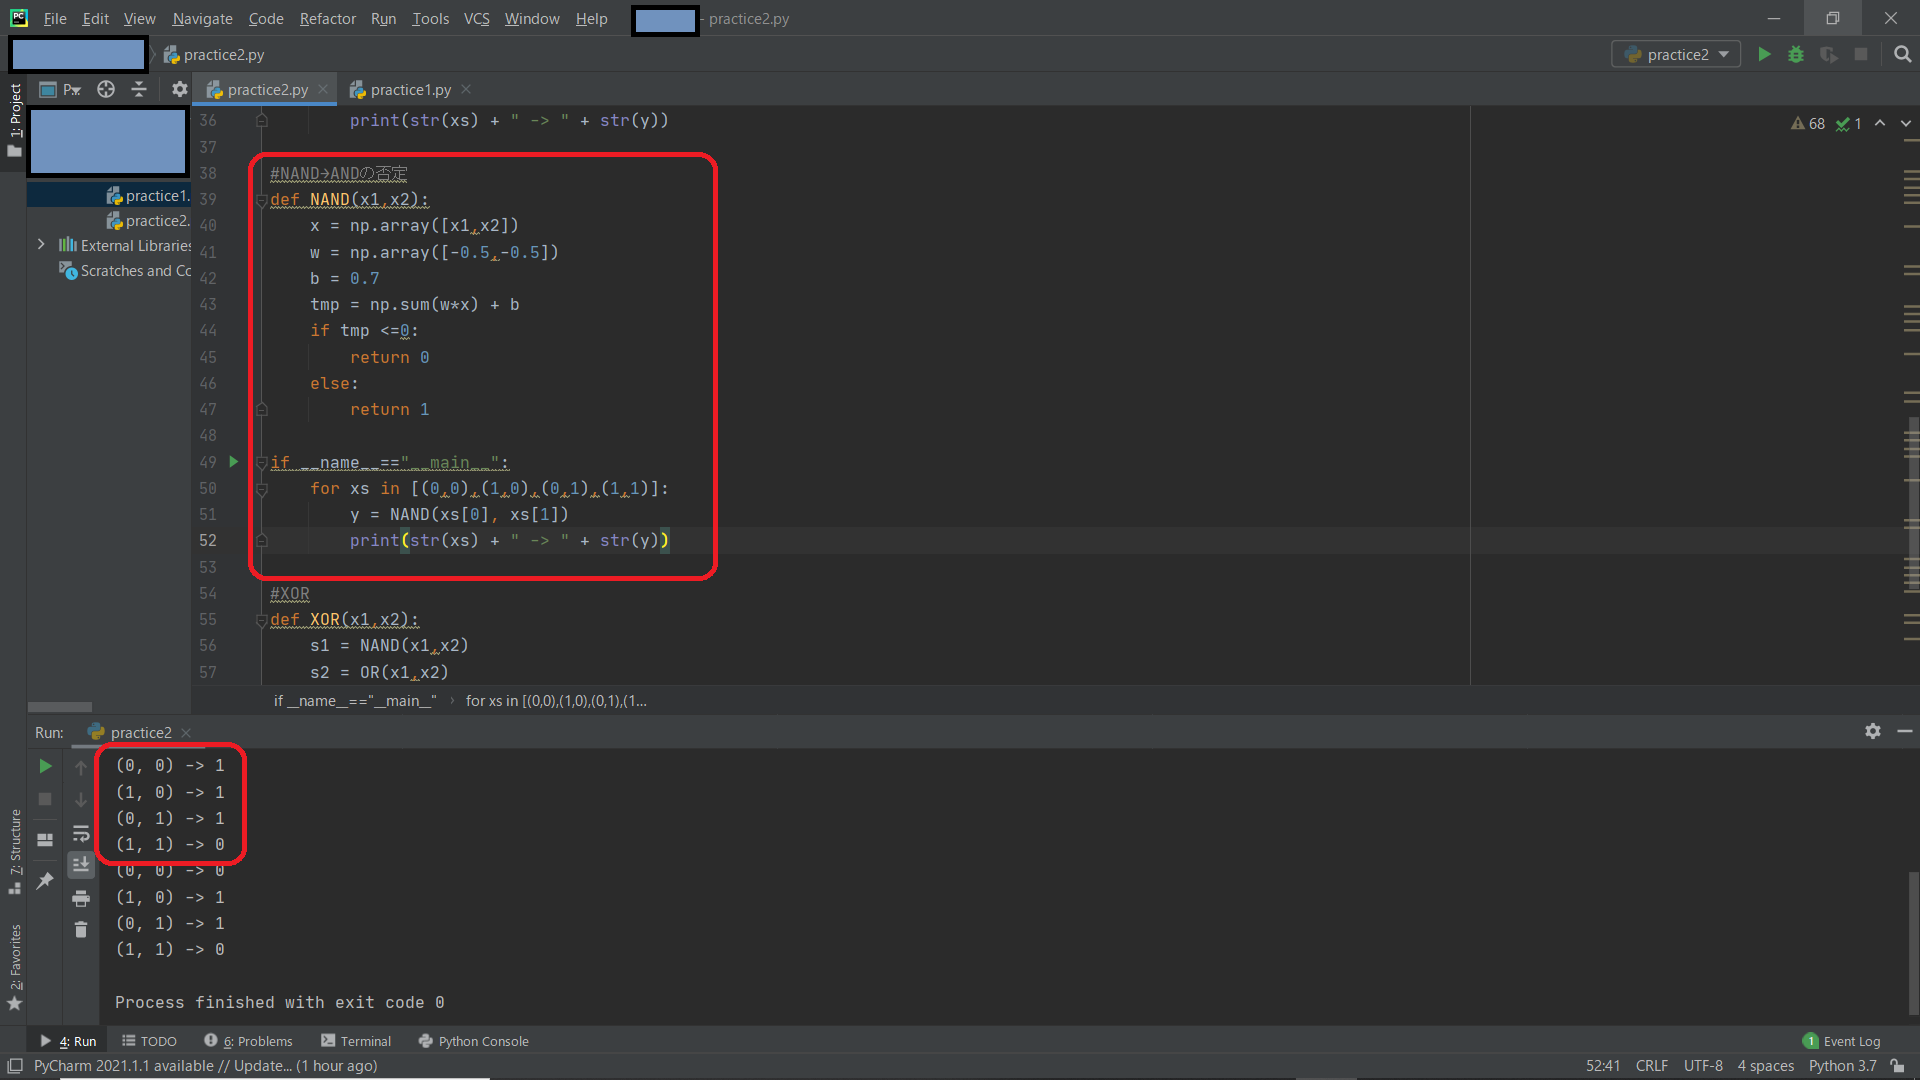 File Edit View Navigate Code Refactor Run Tools VCS Window Help - practice2.py
practice2.py
practice2
1: Project
P...
practice2.py
practice1.py
practice1.
practice2.
External Libraries
Scratches and Co
68 1
36 print(str(xs) + " -> " + str(y))
37
38 #NAND→ANDの否定
39 def NAND(x1,x2):
40 x = np.array([x1,x2])
41 w = np.array([-0.5,-0.5])
42 b = 0.7
43 tmp = np.sum(w*x) + b
44 if tmp <=0:
45 return 0
46 else:
47 return 1
48
49 if __name__=="__main__":
50 for xs in [(0,0),(1,0),(0,1),(1,1)]:
51 y = NAND(xs[0], xs[1])
52 print(str(xs) + " -> " + str(y))
53
54 #XOR
55 def XOR(x1,x2):
56 s1 = NAND(x1,x2)
57 s2 = OR(x1,x2)
if __name__=="__main__" › for xs in [(0,0),(1,0),(0,1),(1...
Run: practice2
(0, 0) -> 1
(1, 0) -> 1
(0, 1) -> 1
(1, 1) -> 0
(0, 0) -> 0
(1, 0) -> 1
(0, 1) -> 1
(1, 1) -> 0
Process finished with exit code 0
7: Structure
2: Favorites
4: Run TODO 6: Problems Terminal Python Console
1 Event Log
PyCharm 2021.1.1 available // Update... (1 hour ago)
52:41 CRLF UTF-8 4 spaces Python 3.7